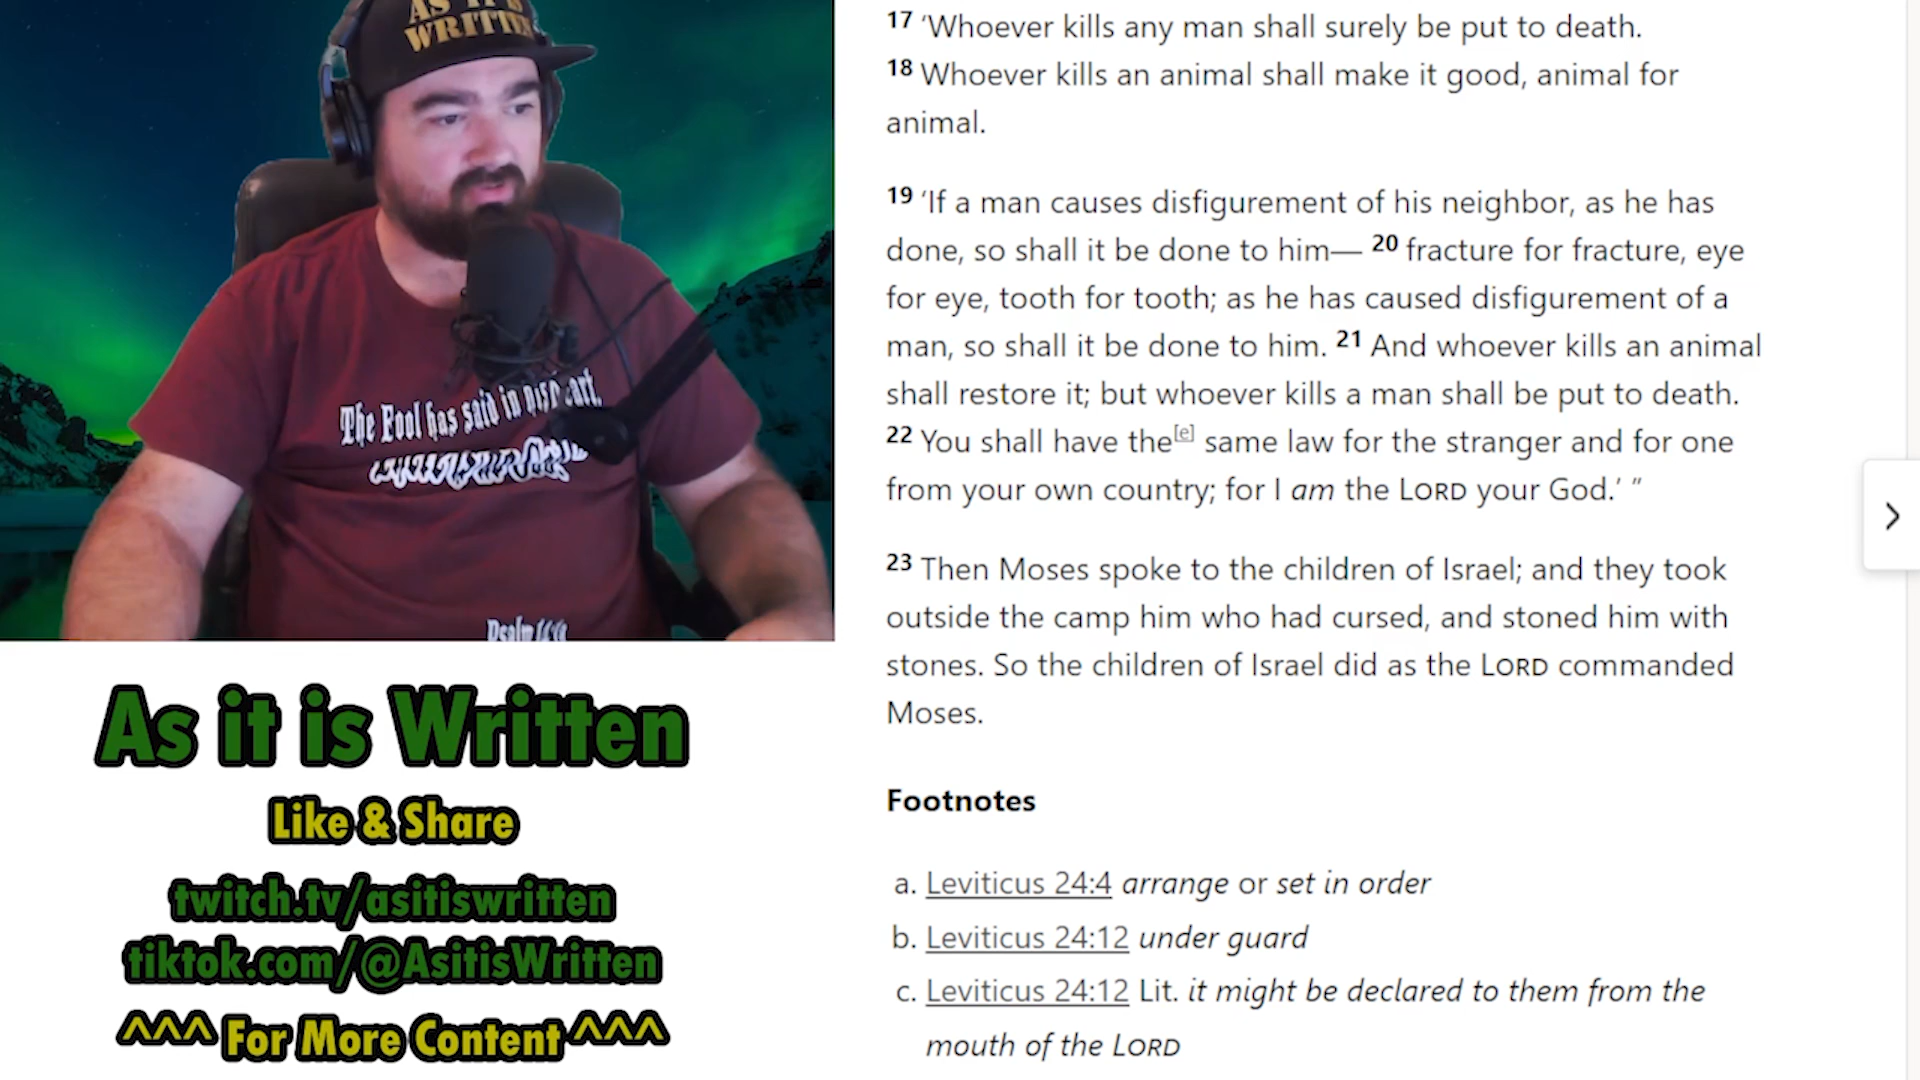 AS IT IS
WRITTEN
The Fool has said in
Psalm
As it is Written
Like & Share
twitch.tv/asitiswritten
tiktok.com/@AsitisWritten
^^^ For More Content ^^^
17 ‘Whoever kills any man shall surely be put to death.
18 Whoever kills an animal shall make it good, animal for
animal.
19 ‘If a man causes disfigurement of his neighbor, as he has
done, so shall it be done to him— 20 fracture for fracture, eye
for eye, tooth for tooth; as he has caused disfigurement of a
man, so shall it be done to him. 21 And whoever kills an animal
shall restore it; but whoever kills a man shall be put to death.
22 You shall have the[e] same law for the stranger and for one
from your own country; for I am the LORD your God.’ ”
23 Then Moses spoke to the children of Israel; and they took
outside the camp him who had cursed, and stoned him with
stones. So the children of Israel did as the LORD commanded
Moses.
Footnotes
a. Leviticus 24:4 arrange or set in order
b. Leviticus 24:12 under guard
c. Leviticus 24:12 Lit. it might be declared to them from the
mouth of the LORD